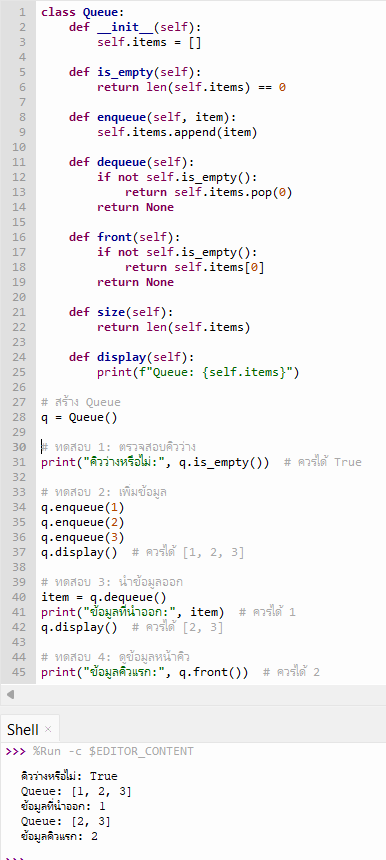 1 class Queue:
2     def __init__(self):
3         self.items = []
4
5     def is_empty(self):
6         return len(self.items) == 0
7
8     def enqueue(self, item):
9         self.items.append(item)
10
11     def dequeue(self):
12         if not self.is_empty():
13             return self.items.pop(0)
14         return None
15
16     def front(self):
17         if not self.is_empty():
18             return self.items[0]
19         return None
20
21     def size(self):
22         return len(self.items)
23
24     def display(self):
25         print(f"Queue: {self.items}")
26
27 # สร้าง Queue
28 q = Queue()
29
30 # ทดสอบ 1: ตรวจสอบคิวว่าง
31 print("คิวว่างหรือไม่:", q.is_empty())  # ควรได้ True
32
33 # ทดสอบ 2: เพิ่มข้อมูล
34 q.enqueue(1)
35 q.enqueue(2)
36 q.enqueue(3)
37 q.display()  # ควรได้ [1, 2, 3]
38
39 # ทดสอบ 3: นำข้อมูลออก
40 item = q.dequeue()
41 print("ข้อมูลที่นำออก:", item)  # ควรได้ 1
42 q.display()  # ควรได้ [2, 3]
43
44 # ทดสอบ 4: ดูข้อมูลหน้าคิว
45 print("ข้อมูลคิวแรก:", q.front())  # ควรได้ 2
Shell ×
>>> %Run -c $EDITOR_CONTENT
คิวว่างหรือไม่: True
Queue: [1, 2, 3]
ข้อมูลที่นำออก: 1
Queue: [2, 3]
ข้อมูลคิวแรก: 2
>>>